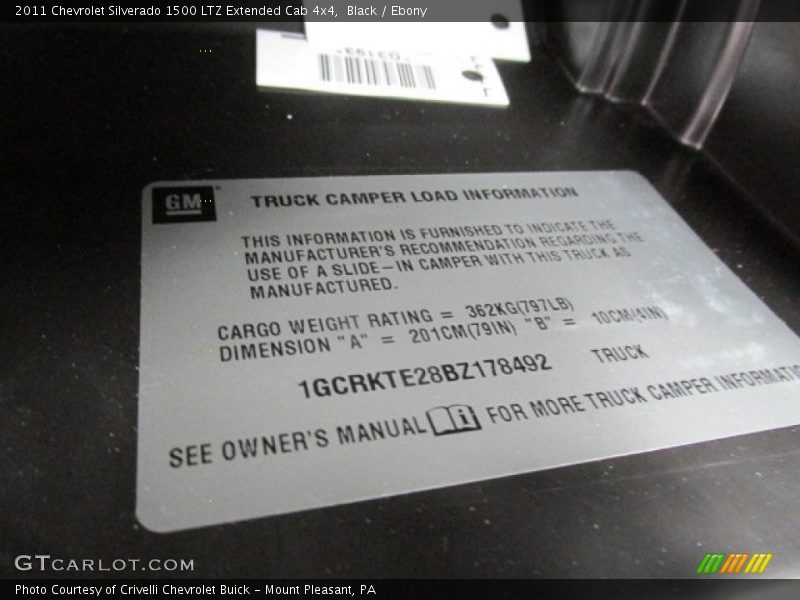 2011 Chevrolet Silverado 1500 LTZ Extended Cab 4x4, Black / Ebony
GM
TRUCK CAMPER LOAD INFORMATION
THIS INFORMATION IS FURNISHED TO INDICATE THE
MANUFACTURER'S RECOMMENDATION REGARDING THE
USE OF A SLIDE-IN CAMPER WITH THIS TRUCK AS
MANUFACTURED.
CARGO WEIGHT RATING = 362KG(797LB)
DIMENSION "A" = 201CM(79IN) "B" = 10CM(4IN)
1GCRKTE28BZ178492 TRUCK
SEE OWNER'S MANUAL FOR MORE TRUCK CAMPER
GTCARLOT.COM
Photo Courtesy of Crivelli Chevrolet Buick - Mount Pleasant, PA